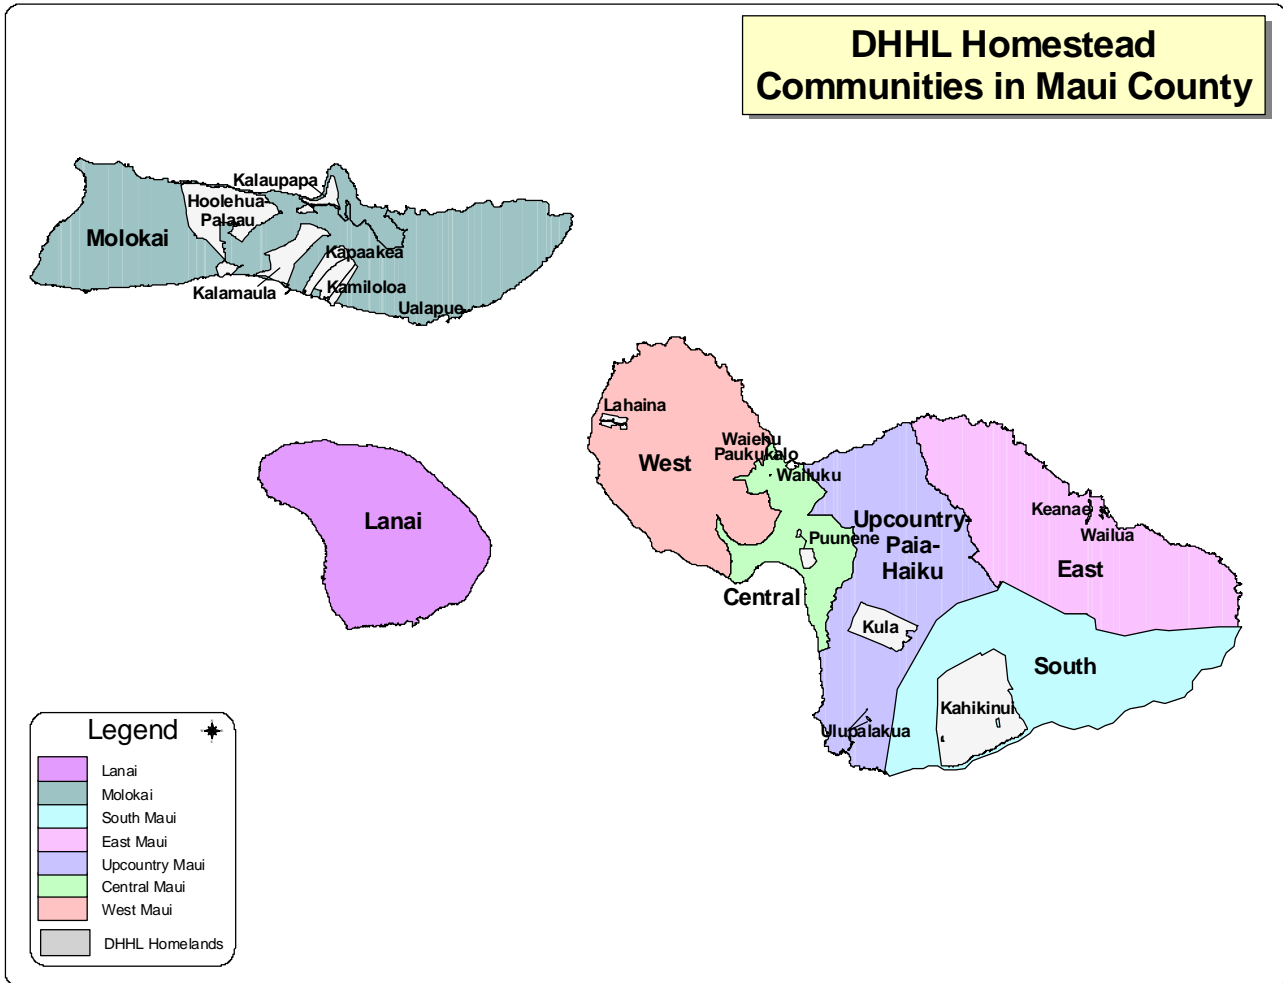 DHHL Homestead
Communities in Maui County
Kalaupapa
Hoolehua-
Palaau
Molokai
Kapaakea
Kamiloloa
Kalamaula
Ualapue
Lahaina
West
Waiehu
Paukukalo
Wailuku
Lanai
Upcountry-
Paia-
Haiku
Puunene
Keanae
Wailua
East
Central
Kula
South
Kahikinui
Ulupalakua
Legend
Lanai
Molokai
South Maui
East Maui
Upcountry Maui
Central Maui
West Maui
DHHL Homelands